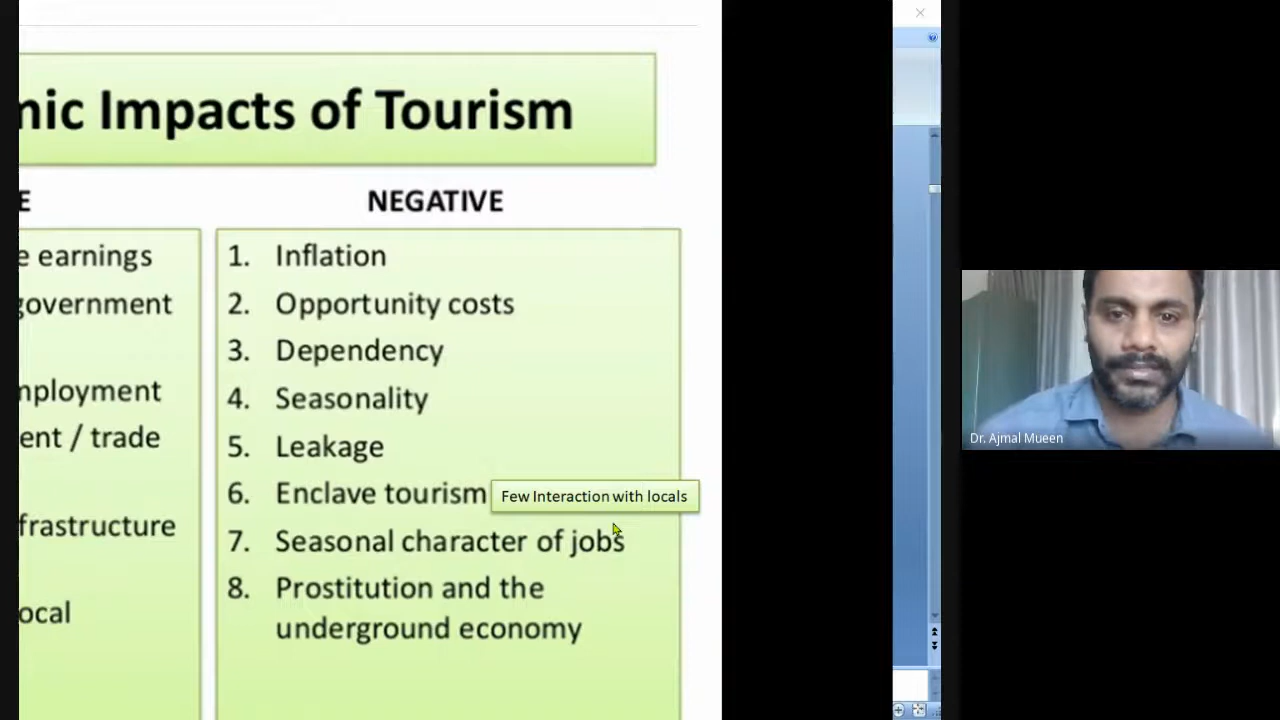 mic Impacts of Tourism
E
NEGATIVE
e earnings
government
mployment
ent / trade
frastructure
ocal
1. Inflation
2. Opportunity costs
3. Dependency
4. Seasonality
5. Leakage
6. Enclave tourism
Few Interaction with locals
7. Seasonal character of jobs
8. Prostitution and the
underground economy
Dr. Ajmal Mueen